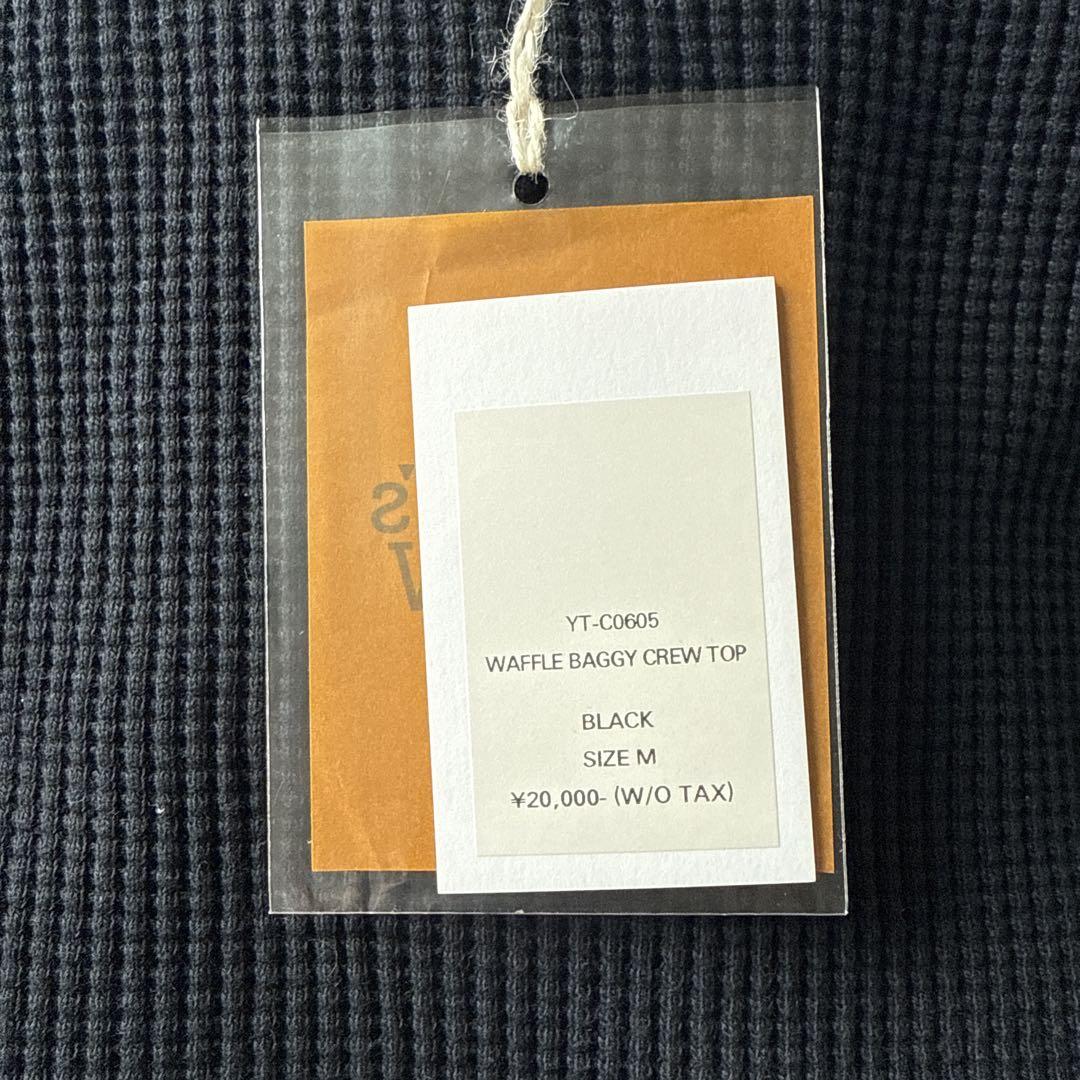 YT-C0605
WAFFLE BAGGY CREW TOP
BLACK
SIZE M
¥20,000- (W/O TAX)